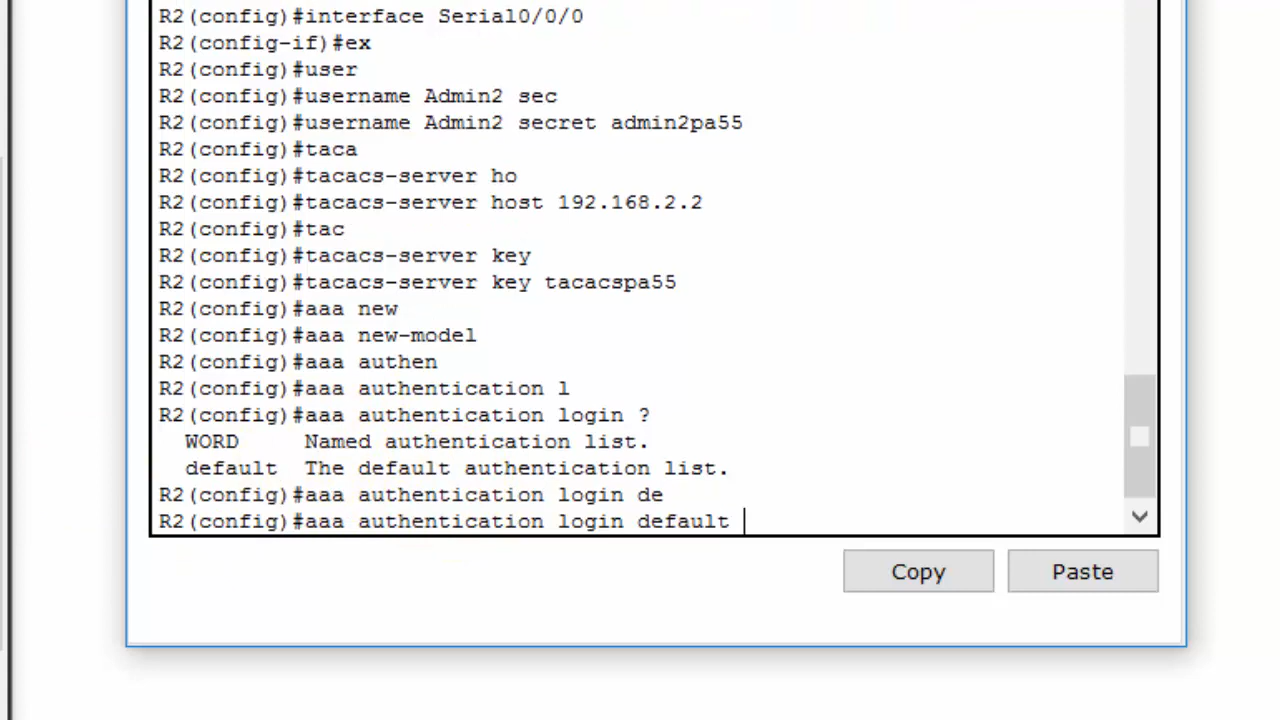 R2(config)#interface Serial0/0/0
R2(config-if)#ex
R2(config)#user
R2(config)#username Admin2 sec
R2(config)#username Admin2 secret admin2pa55
R2(config)#taca
R2(config)#tacacs-server ho
R2(config)#tacacs-server host 192.168.2.2
R2(config)#tac
R2(config)#tacacs-server key
R2(config)#tacacs-server key tacacspa55
R2(config)#aaa new
R2(config)#aaa new-model
R2(config)#aaa authen
R2(config)#aaa authentication l
R2(config)#aaa authentication login ?
  WORD     Named authentication list.
  default  The default authentication list.
R2(config)#aaa authentication login de
R2(config)#aaa authentication login default
Copy
Paste